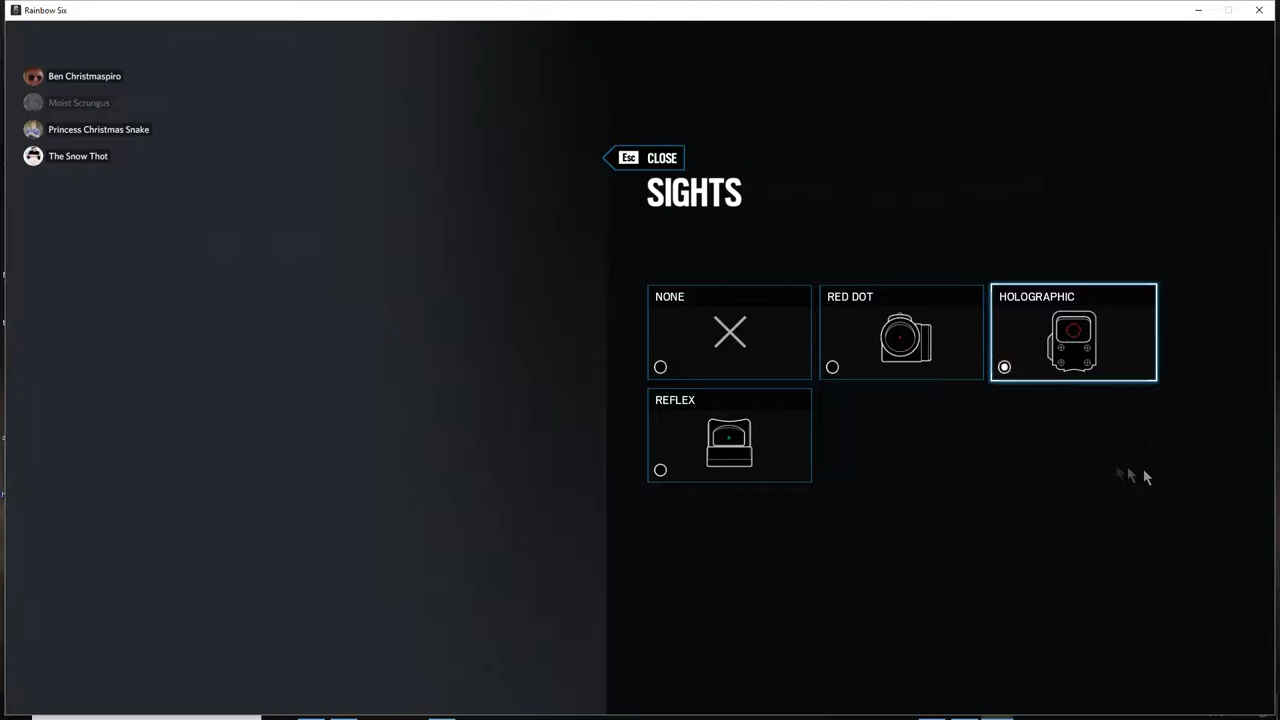 Rainbow Six
Ben Christmaspiro
Moist Scrungus
Princess Christmas Snake
The Snow Thot
Esc CLOSE
SIGHTS
NONE
RED DOT
HOLOGRAPHIC
REFLEX